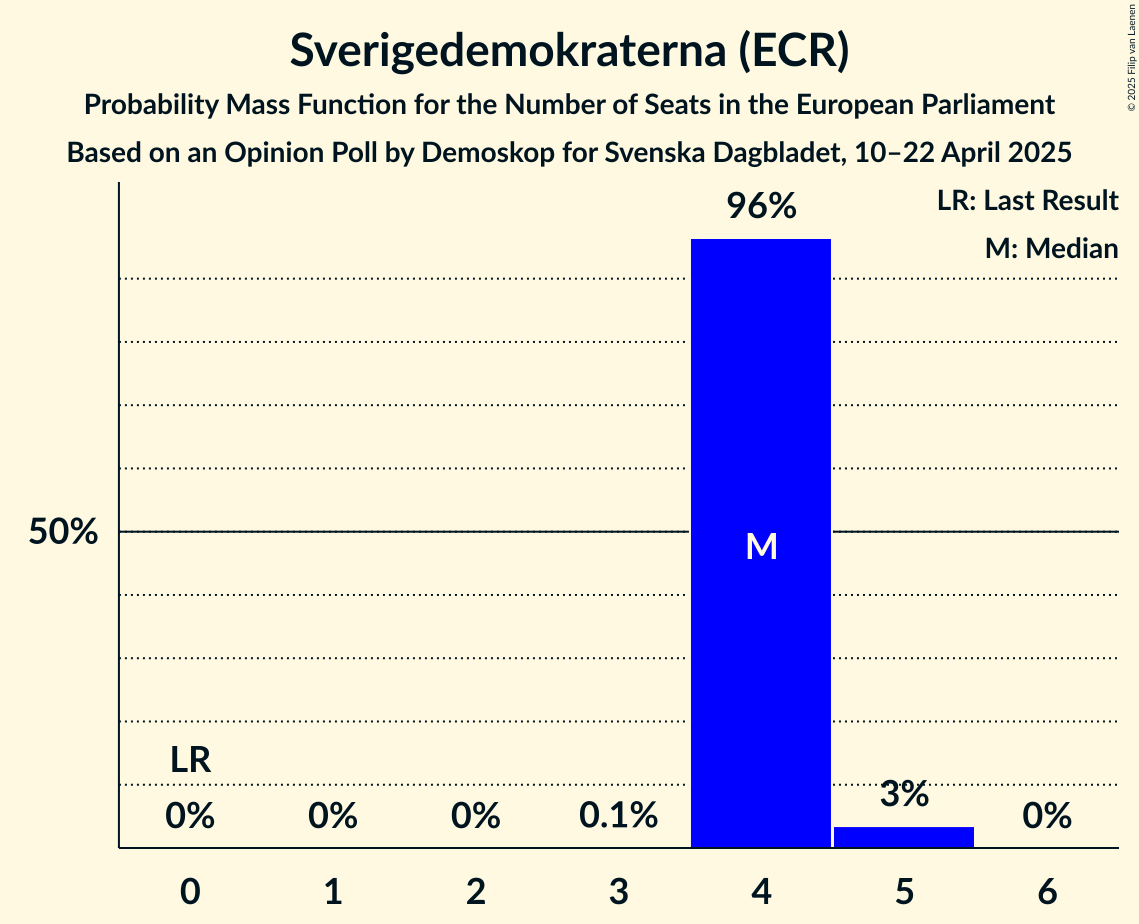 Sverigedemokraterna (ECR)
Probability Mass Function for the Number of Seats in the European Parliament
Based on an Opinion Poll by Demoskop for Svenska Dagbladet, 10–22 April 2025
© 2025 Filip van Laenen
LR: Last Result
M: Median
96%
50%
M
LR
0% 0% 0% 0.1% 3% 0%
0 1 2 3 4 5 6